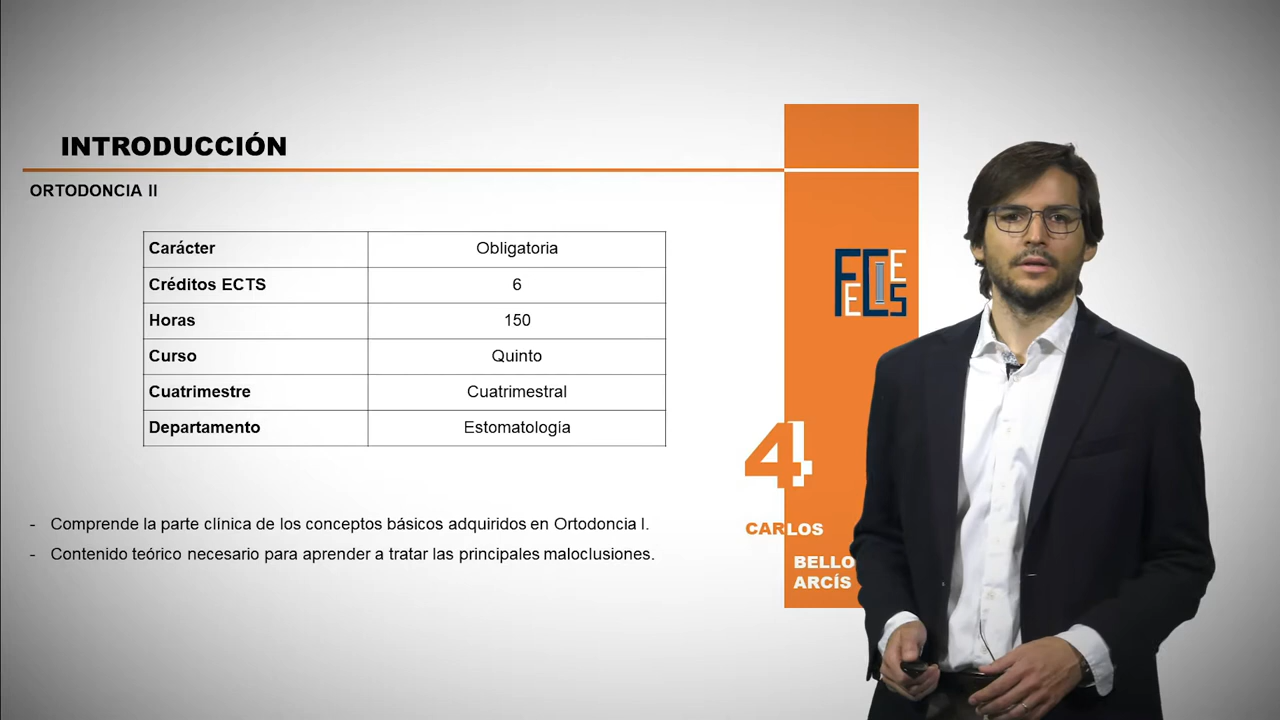 INTRODUCCIÓN
ORTODONCIA II
Carácter Obligatoria
Créditos ECTS 6
Horas 150
Curso Quinto
Cuatrimestre Cuatrimestral
Departamento Estomatología
- Comprende la parte clínica de los conceptos básicos adquiridos en Ortodoncia I.
- Contenido teórico necesario para aprender a tratar las principales maloclusiones.
FECIES
4
CARLOS
BELLO
ARCÍS